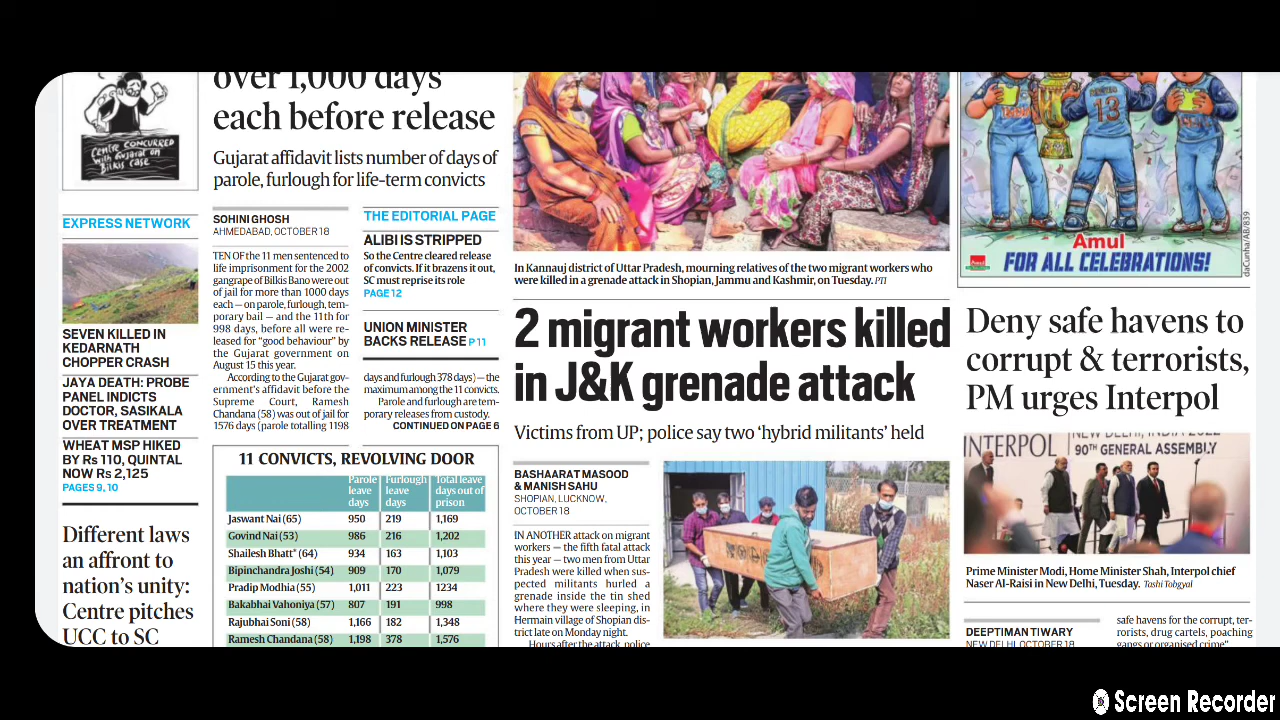 over 1,000 days
each before release
Gujarat affidavit lists number of days of
parole, furlough for life-term convicts
Centre CONCURRED
with Gujarat on
Bilkis CASE
EXPRESS NETWORK
SEVEN KILLED IN
KEDARNATH
CHOPPER CRASH
JAYA DEATH: PROBE
PANEL INDICTS
DOCTOR, SASIKALA
OVER TREATMENT
WHEAT MSP HIKED
BY Rs 110, QUINTAL
NOW Rs 2,125
PAGES 9, 10
Different laws
an affront to
nation's unity:
Centre pitches
UCC to SC
SOHINI GHOSH
AHMEDABAD, OCTOBER 18
TEN OF the 11 men sentenced to
life imprisonment for the 2002
gangrape of Bilkis Bano were out
of jail for more than 1000 days
each — on parole, furlough, tem-
porary bail — and the 11th for
998 days, before all were re-
leased for “good behaviour” by
the Gujarat government on
August 15 this year.
According to the Gujarat gov-
ernment's affidavit before the
Supreme Court, Ramesh
Chandana (58) was out of jail for
1576 days (parole totalling 1198
THE EDITORIAL PAGE
ALIBI IS STRIPPED
So the Centre cleared release
of convicts. If it brazens it out,
SC must reprise its role
PAGE 12
UNION MINISTER
BACKS RELEASE P 11
days and furlough 378 days) — the
maximum among the 11 convicts.
Parole and furlough are tem-
porary releases from custody.
CONTINUED ON PAGE 6
11 CONVICTS, REVOLVING DOOR
Parole leave days Furlough leave days Total leave days out of prison
Jaswant Nai (65) 950 219 1,169
Govind Nai (53) 986 216 1,202
Shailesh Bhatt* (64) 934 163 1,103
Bipinchandra Joshi (54) 909 170 1,079
Pradip Modhia (55) 1,011 223 1234
Bakabhai Vahoniya (57) 807 191 998
Rajubhai Soni (58) 1,166 182 1,348
Ramesh Chandana (58) 1,198 378 1,576
In Kannauj district of Uttar Pradesh, mourning relatives of the two migrant workers who
were killed in a grenade attack in Shopian, Jammu and Kashmir, on Tuesday. PTI
2 migrant workers killed
in J&K grenade attack
Victims from UP; police say two ‘hybrid militants’ held
BASHAARAT MASOOD
& MANISH SAHU
SHOPIAN, LUCKNOW,
OCTOBER 18
IN ANOTHER attack on migrant
workers — the fifth fatal attack
this year — two men from Uttar
Pradesh were killed when sus-
pected militants hurled a
grenade inside the tin shed
where they were sleeping, in
Hermain village of Shopian dis-
trict late on Monday night.
Hours after the attack, police
13
Amul
FOR ALL CELEBRATIONS!
daCunha/AB/839
Deny safe havens to
corrupt & terrorists,
PM urges Interpol
INTERPOL
NEW DELHI, INDIA 2022
90TH GENERAL ASSEMBLY
Prime Minister Modi, Home Minister Shah, Interpol chief
Naser Al-Raisi in New Delhi, Tuesday. Tashi Tobgyal
DEEPTIMAN TIWARY
NEW DELHI, OCTOBER 18
safe havens for the corrupt, ter-
rorists, drug cartels, poaching
gangs or organised crime”
Screen Recorder